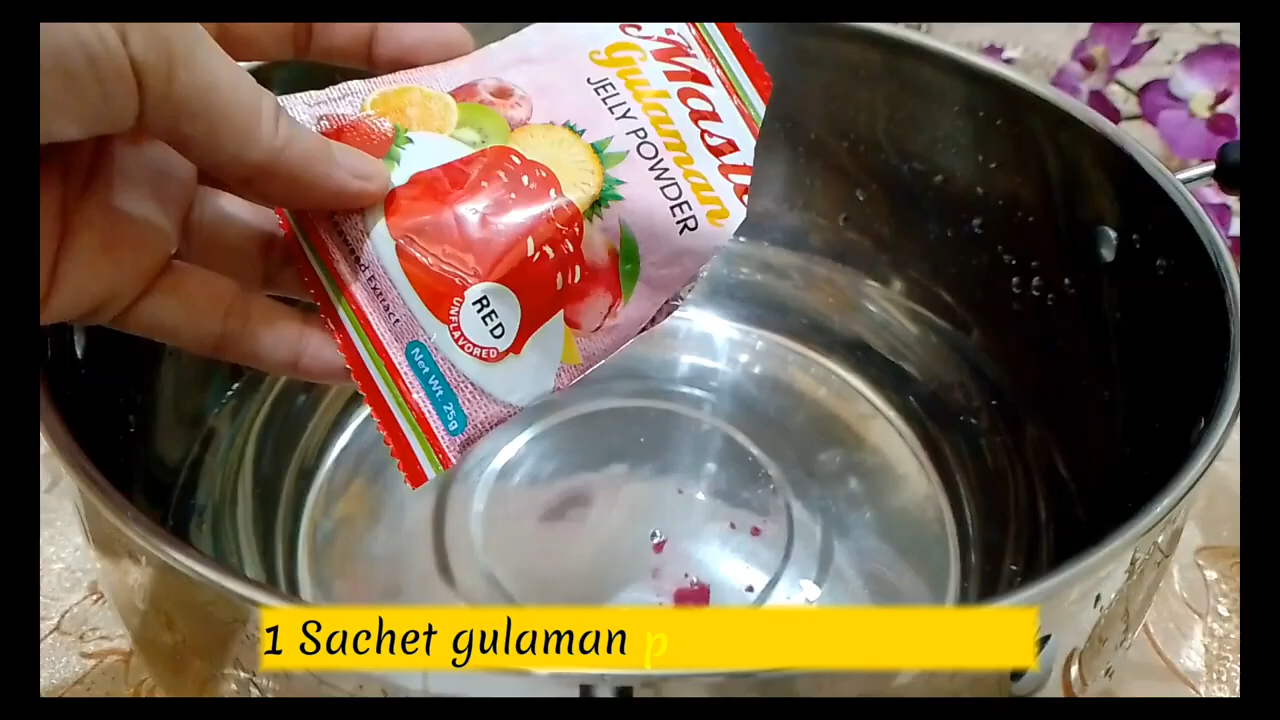 Gulaman
JELLY POWDER
RED
UNFLAVORED
Net Wt. 25g
1 Sachet gulaman p